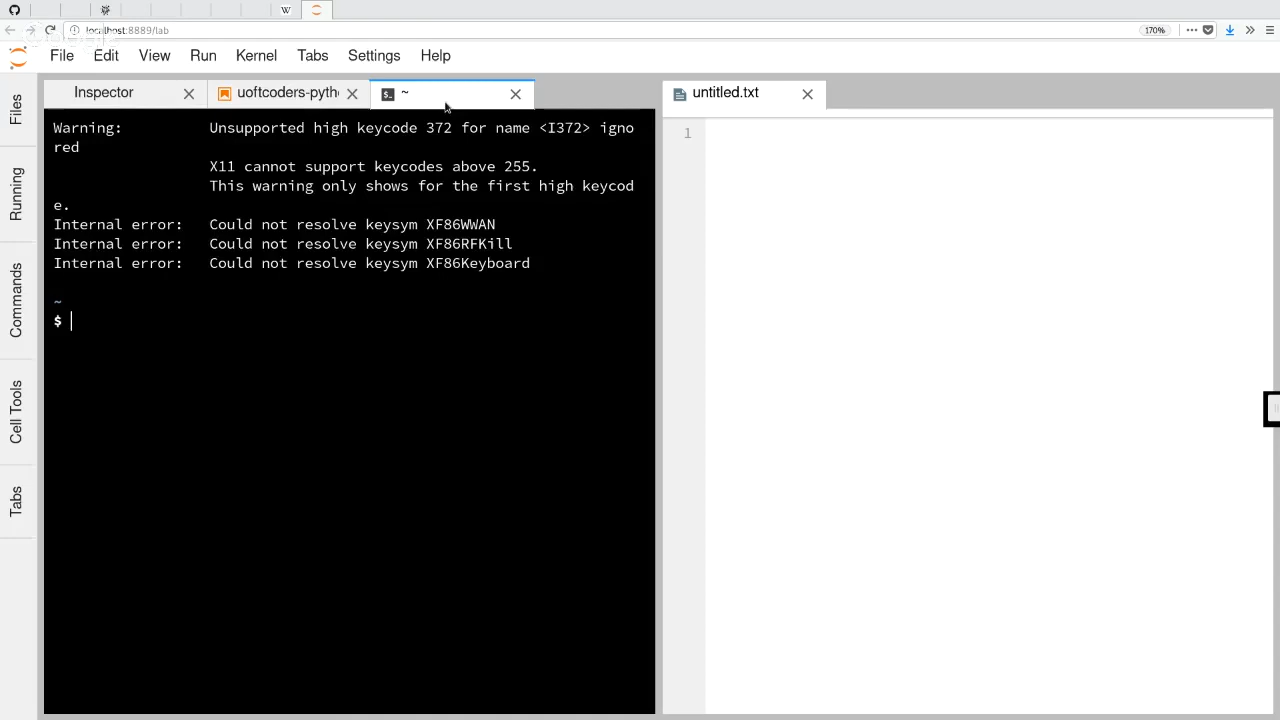 W
localhost:8889/lab
170%
File Edit View Run Kernel Tabs Settings Help
Inspector
uoftcoders-pyth
$_ ~
untitled.txt
Files
Running
Commands
Cell Tools
Tabs
Warning: Unsupported high keycode 372 for name <I372> igno
red
X11 cannot support keycodes above 255.
This warning only shows for the first high keycod
e.
Internal error: Could not resolve keysym XF86WWAN
Internal error: Could not resolve keysym XF86RFKill
Internal error: Could not resolve keysym XF86Keyboard
~
$
1